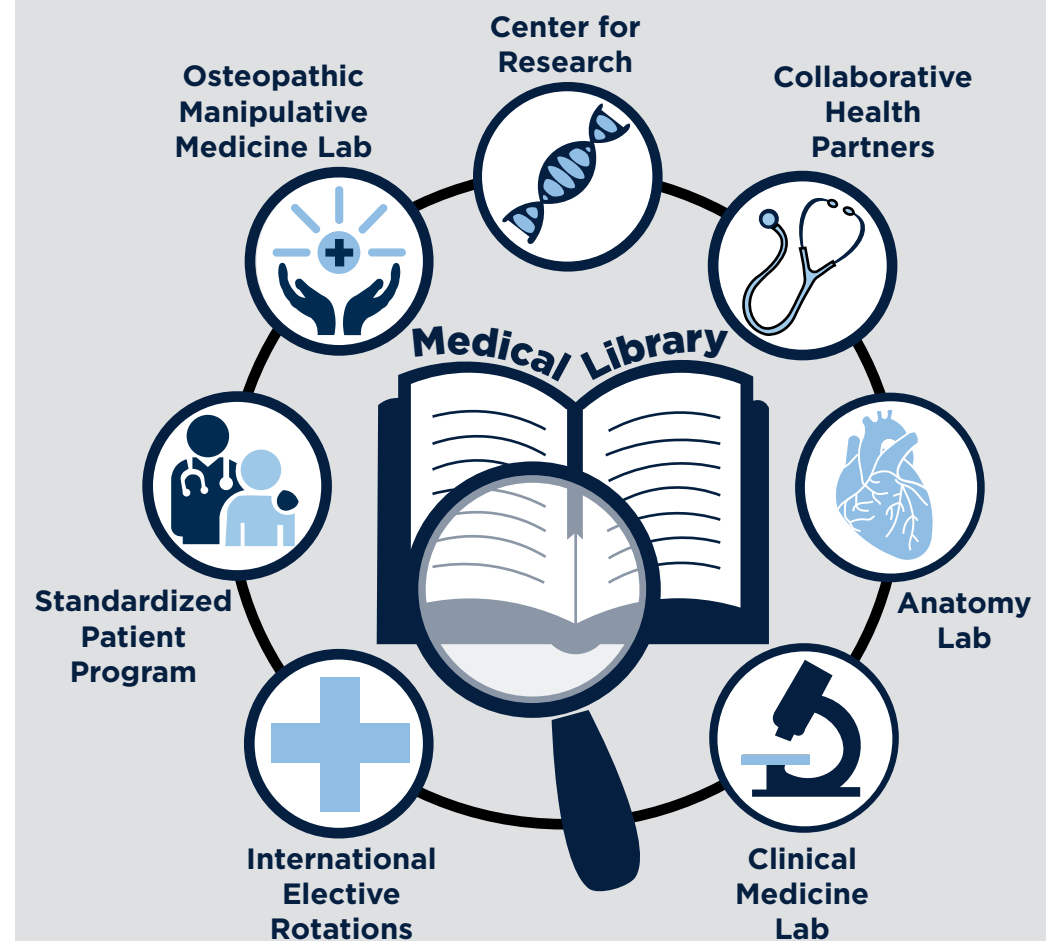 Center for
Research
Osteopathic
Manipulative
Medicine Lab
Collaborative
Health
Partners
Medical Library
Standardized
Patient
Program
Anatomy
Lab
International
Elective
Rotations
Clinical
Medicine
Lab